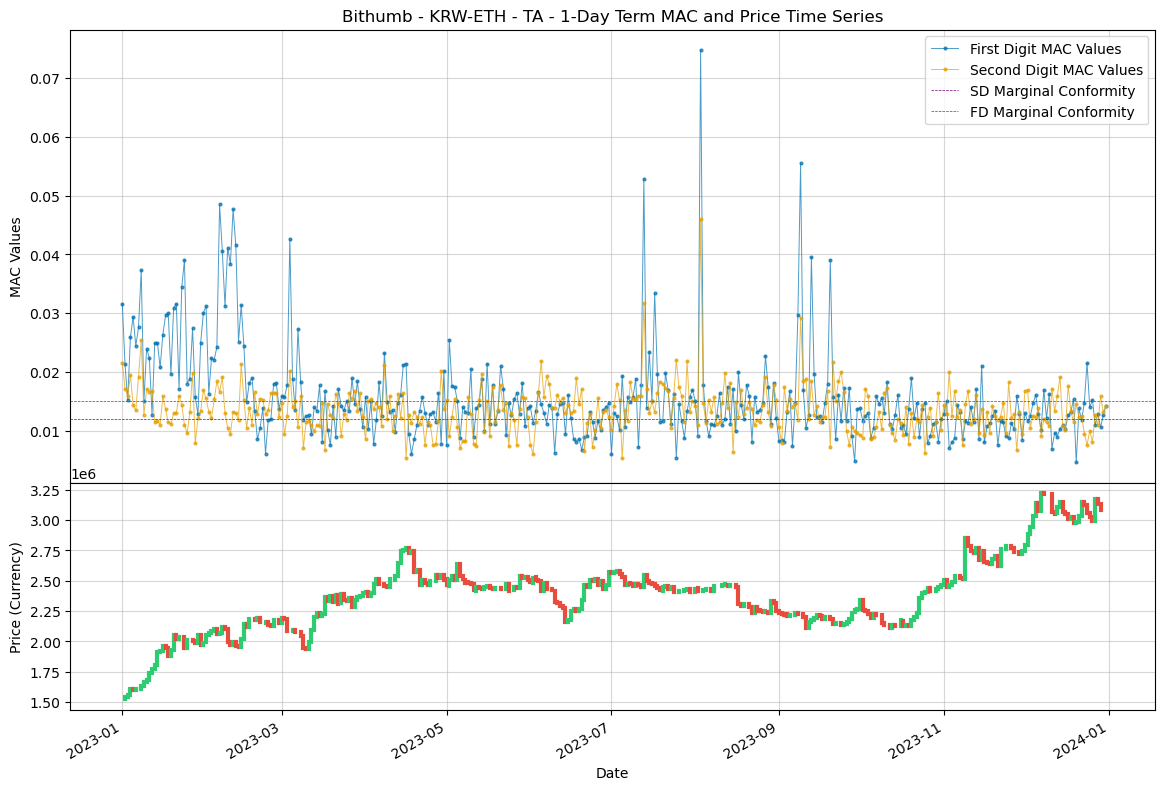 Bithumb - KRW-ETH - TA - 1-Day Term MAC and Price Time Series
First Digit MAC Values
Second Digit MAC Values
SD Marginal Conformity
FD Marginal Conformity
0.07
0.06
0.05
0.04
0.03
0.02
0.01
MAC Values
1e6
3.25
3.00
2.75
2.50
2.25
2.00
1.75
1.50
Price (Currency)
2023-01
2023-03
2023-05
2023-07
2023-09
2023-11
2024-01
Date